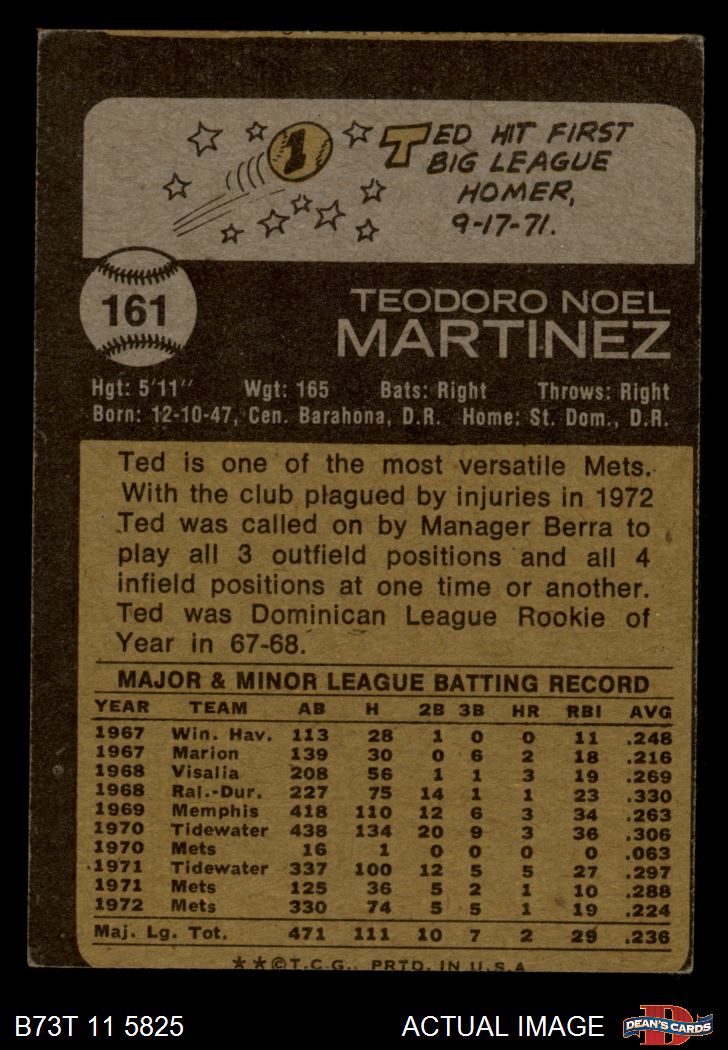 1
TED HIT FIRST
BIG LEAGUE
HOMER,
9-17-71.
161
TEODORO NOEL
MARTINEZ
Hgt: 5'11" Wgt: 165 Bats: Right Throws: Right
Born: 12-10-47, Cen. Barahona, D.R. Home: St. Dom., D.R.
Ted is one of the most versatile Mets.
With the club plagued by injuries in 1972
Ted was called on by Manager Berra to
play all 3 outfield positions and all 4
infield positions at one time or another.
Ted was Dominican League Rookie of
Year in 67-68.
MAJOR & MINOR LEAGUE BATTING RECORD
YEAR TEAM AB H 2B 3B HR RBI AVG
1967 Win. Hav. 113 28 1 0 0 11 .248
1967 Marion 139 30 0 6 2 18 .216
1968 Visalia 208 56 1 1 3 19 .269
1968 Ral.-Dur. 227 75 14 1 1 23 .330
1969 Memphis 418 110 12 6 3 34 .263
1970 Tidewater 438 134 20 9 3 36 .306
1970 Mets 16 1 0 0 0 0 .063
1971 Tidewater 337 100 12 5 5 27 .297
1971 Mets 125 36 5 2 1 10 .288
1972 Mets 330 74 5 5 1 19 .224
Maj. Lg. Tot. 471 111 10 7 2 29 .236
**©T.C.G., PRTD. IN U.S.A
B73T 11 5825 ACTUAL IMAGE
D
DEAN'S CARDS